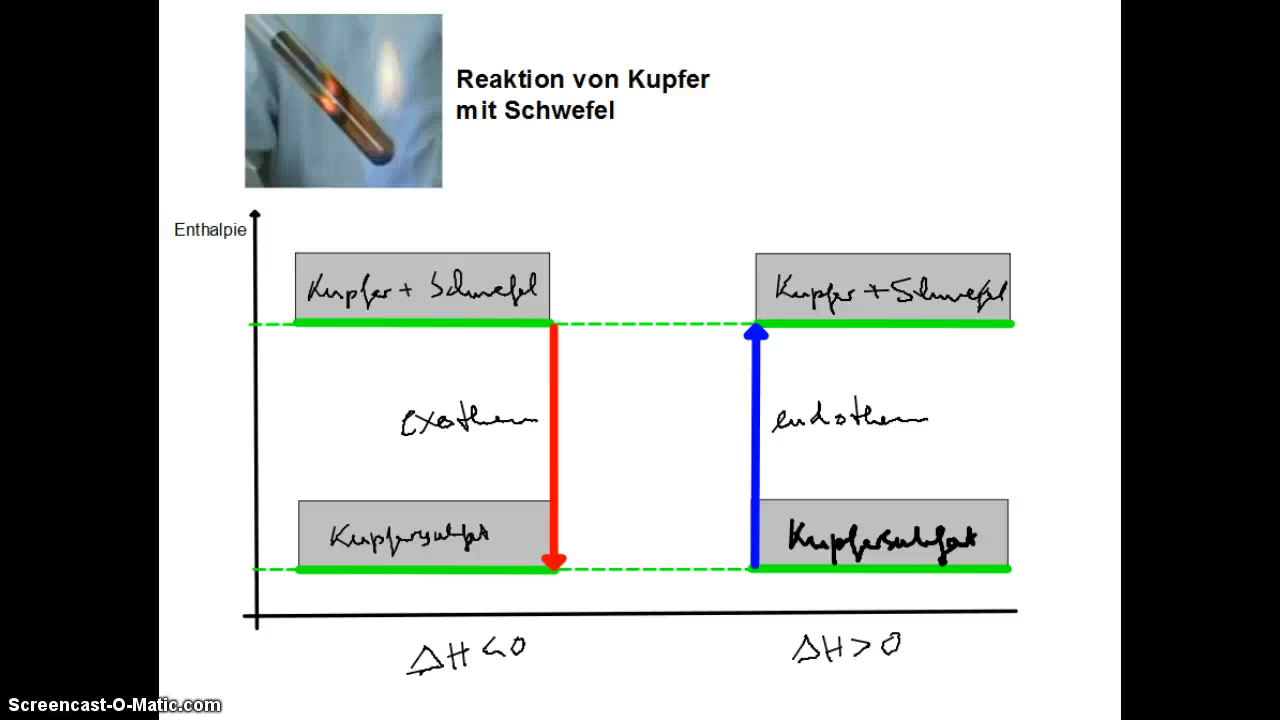 Reaktion von Kupfer
mit Schwefel
Enthalpie
Kupfer + Schwefel
Kupfer + Schwefel
exotherm
endotherm
Kupfersulfat
Kupfersulfat
ΔH < 0
ΔH > 0
Screencast-O-Matic.com